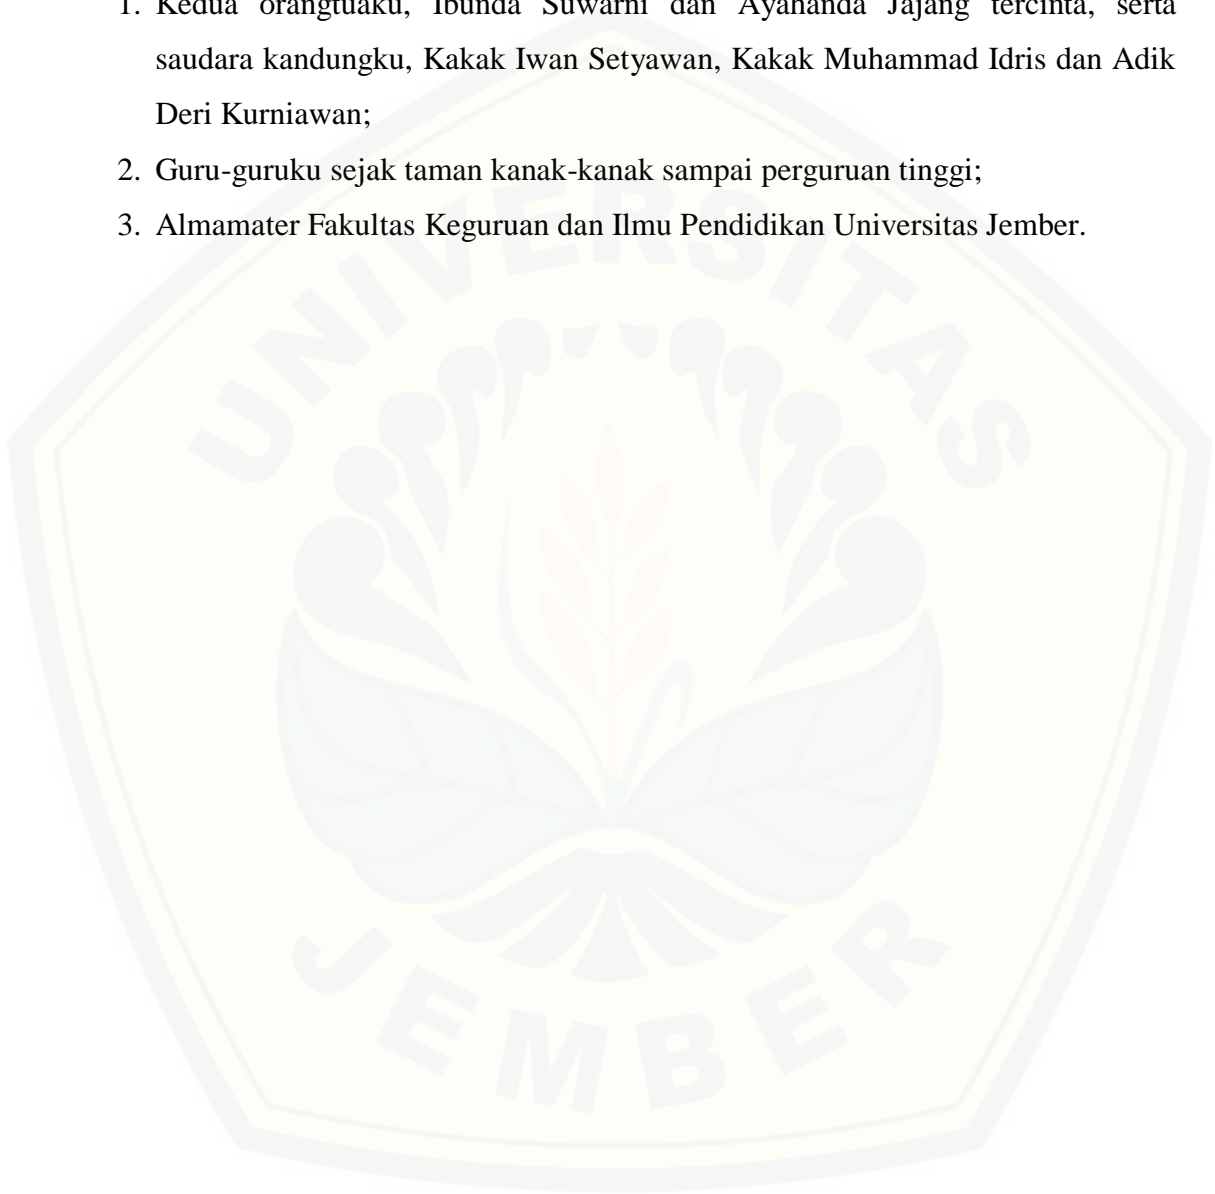 1. Kedua orangtuaku, Ibunda Suwarni dan Ayahanda Jajang tercinta, serta
saudara kandungku, Kakak Iwan Setyawan, Kakak Muhammad Idris dan Adik
Deri Kurniawan;
2. Guru-guruku sejak taman kanak-kanak sampai perguruan tinggi;
3. Almamater Fakultas Keguruan dan Ilmu Pendidikan Universitas Jember.
UNIVERSITAS
JEMBER